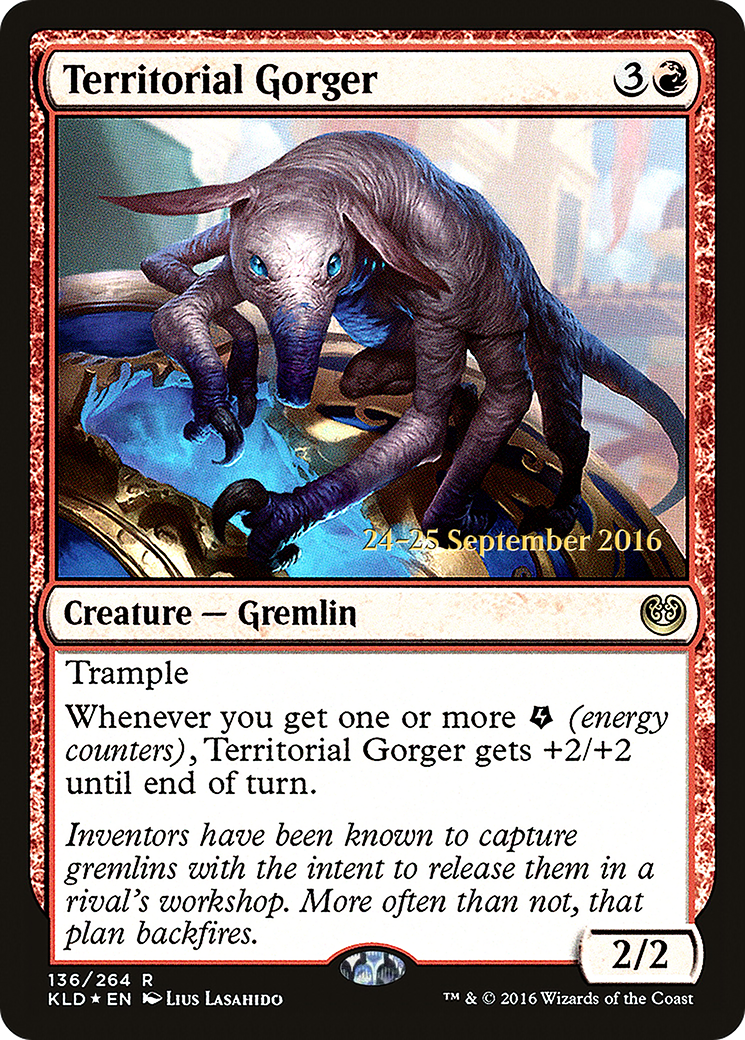 Territorial Gorger 3
24–25 September 2016
Creature — Gremlin
Trample
Whenever you get one or more (energy
counters), Territorial Gorger gets +2/+2
until end of turn.
Inventors have been known to capture
gremlins with the intent to release them in a
rival's workshop. More often than not, that
plan backfires.
2/2
136/264 R
KLD ★ EN Lius Lasahido
™ & © 2016 Wizards of the Coast